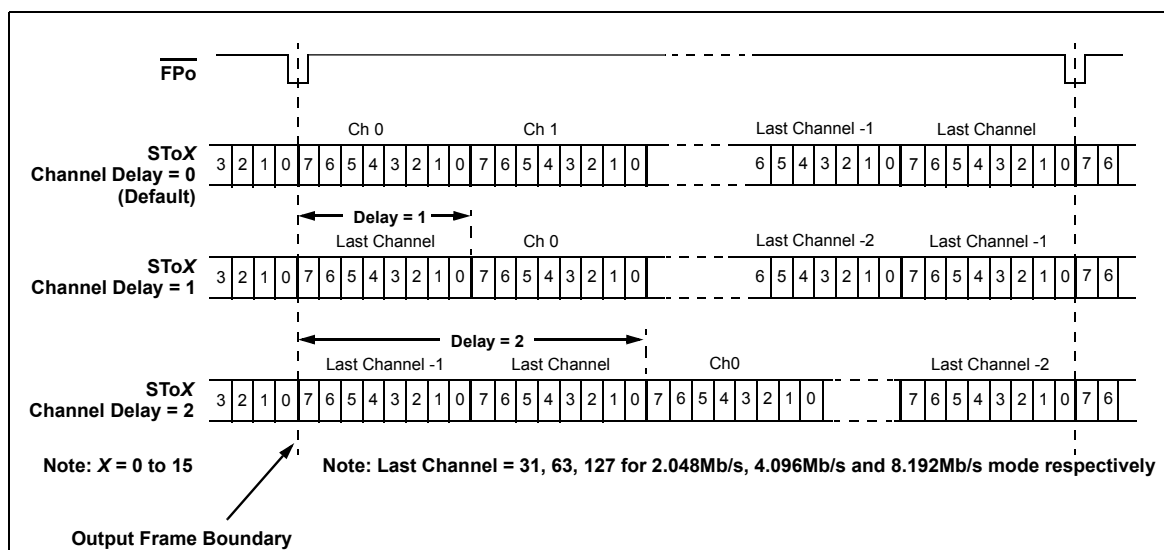 FPo
Ch 0 Ch 1 Last Channel -1 Last Channel
SToX
Channel Delay = 0
(Default)
3 2 1 0 7 6 5 4 3 2 1 0 7 6 5 4 3 2 1 0 6 5 4 3 2 1 0 7 6 5 4 3 2 1 0 7 6
Delay = 1
Last Channel Ch 0 Last Channel -2 Last Channel -1
SToX
Channel Delay = 1
3 2 1 0 7 6 5 4 3 2 1 0 7 6 5 4 3 2 1 0 6 5 4 3 2 1 0 7 6 5 4 3 2 1 0 7 6
Delay = 2
Last Channel -1 Last Channel Ch0 Last Channel -2
SToX
Channel Delay = 2
3 2 1 0 7 6 5 4 3 2 1 0 7 6 5 4 3 2 1 0 7 6 5 4 3 2 1 0 7 6 5 4 3 2 1 0 7 6
Note: X = 0 to 15 Note: Last Channel = 31, 63, 127 for 2.048Mb/s, 4.096Mb/s and 8.192Mb/s mode respectively
Output Frame Boundary